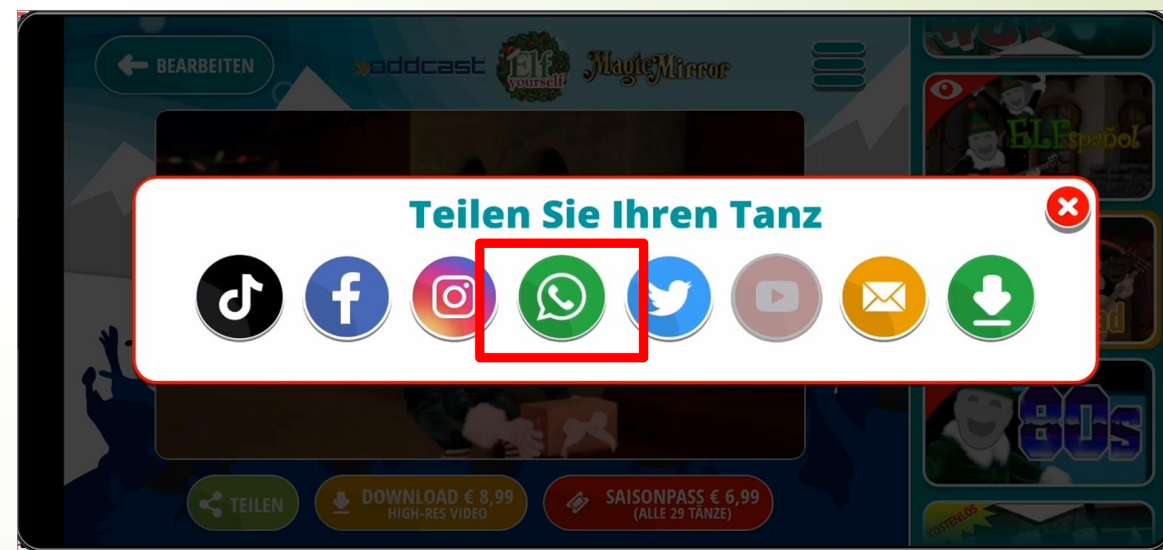 BEARBEITEN
addcast
Elf
yourself
MagicMirror
ELFspañol
Teilen Sie Ihren Tanz
80s
TEILEN
DOWNLOAD € 8,99
HIGH-RES VIDEO
SAISONPASS € 6,99
(ALLE 29 TÄNZE)
KOSTENLOS